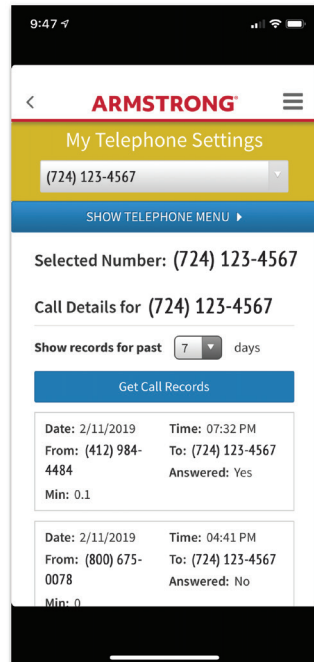 9:47
ARMSTRONG®
My Telephone Settings
(724) 123-4567
SHOW TELEPHONE MENU
Selected Number: (724) 123-4567
Call Details for (724) 123-4567
Show records for past 7 days
Get Call Records
Date: 2/11/2019 Time: 07:32 PM
From: (412) 984- To: (724) 123-4567
4484 Answered: Yes
Min: 0.1
Date: 2/11/2019 Time: 04:41 PM
From: (800) 675- To: (724) 123-4567
0078 Answered: No
Min: 0